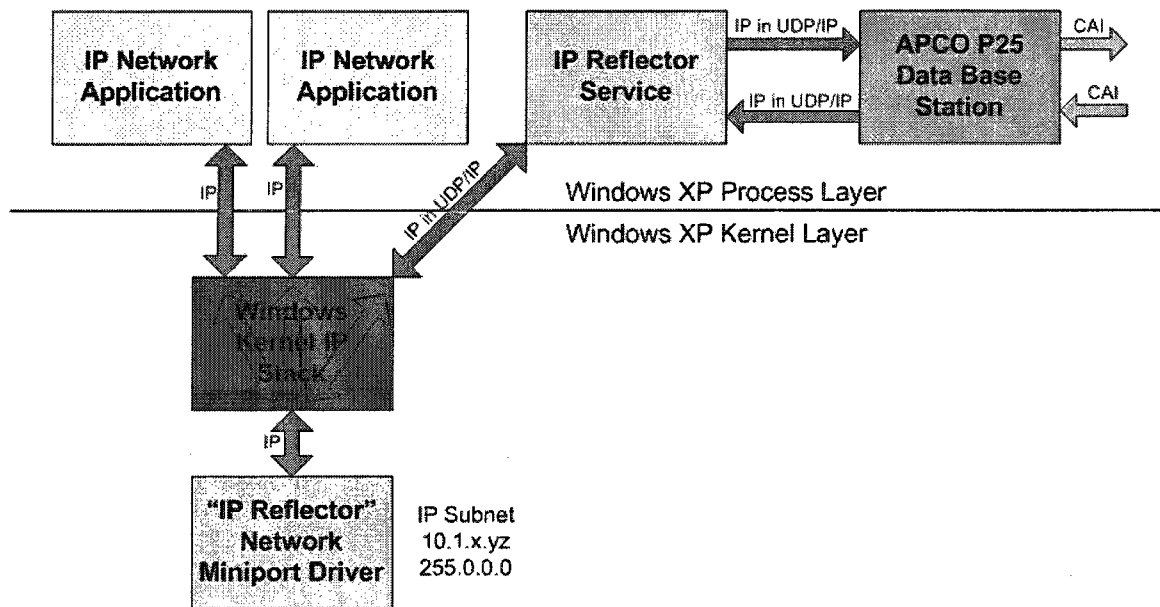 IP Network
Application
IP Network
Application
IP Reflector
Service
IP in UDP/IP
IP in UDP/IP
APCO P25
Data Base
Station
CAI
CAI
IP
IP
IP in UDP/IP
Windows XP Process Layer
Windows XP Kernel Layer
Windows
Kernel IP
Stack
IP
“IP Reflector”
Network
Miniport Driver
IP Subnet
10.1.x.yz
255.0.0.0